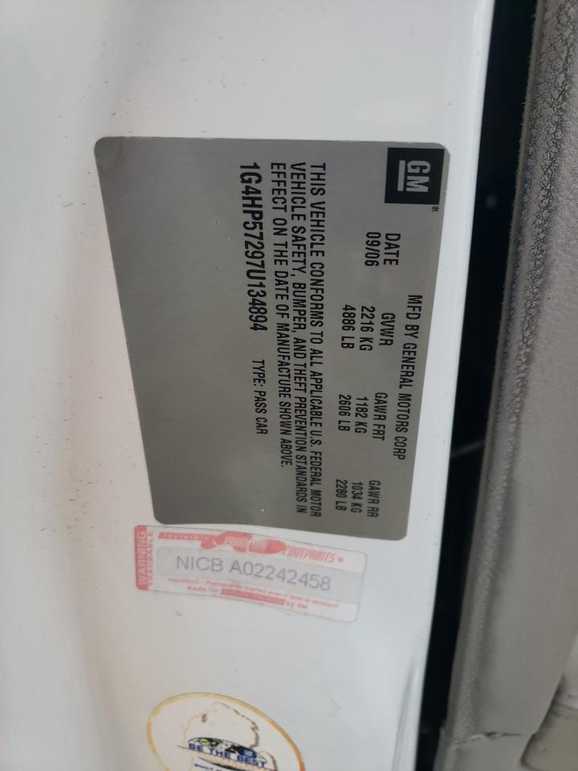 GM®
MFD BY GENERAL MOTORS CORP
DATE GVWR GAWR FRT GAWR RR
09/06 2216 KG 1182 KG 1034 KG
4886 LB 2606 LB 2280 LB
THIS VEHICLE CONFORMS TO ALL APPLICABLE U.S. FEDERAL MOTOR
VEHICLE SAFETY, BUMPER, AND THEFT PREVENTION STANDARDS IN
EFFECT ON THE DATE OF MANUFACTURE SHOWN ABOVE.
1G4HP57297U134894 TYPE: PASS CAR
WARNING
NICB A02242458
BE THE BEST